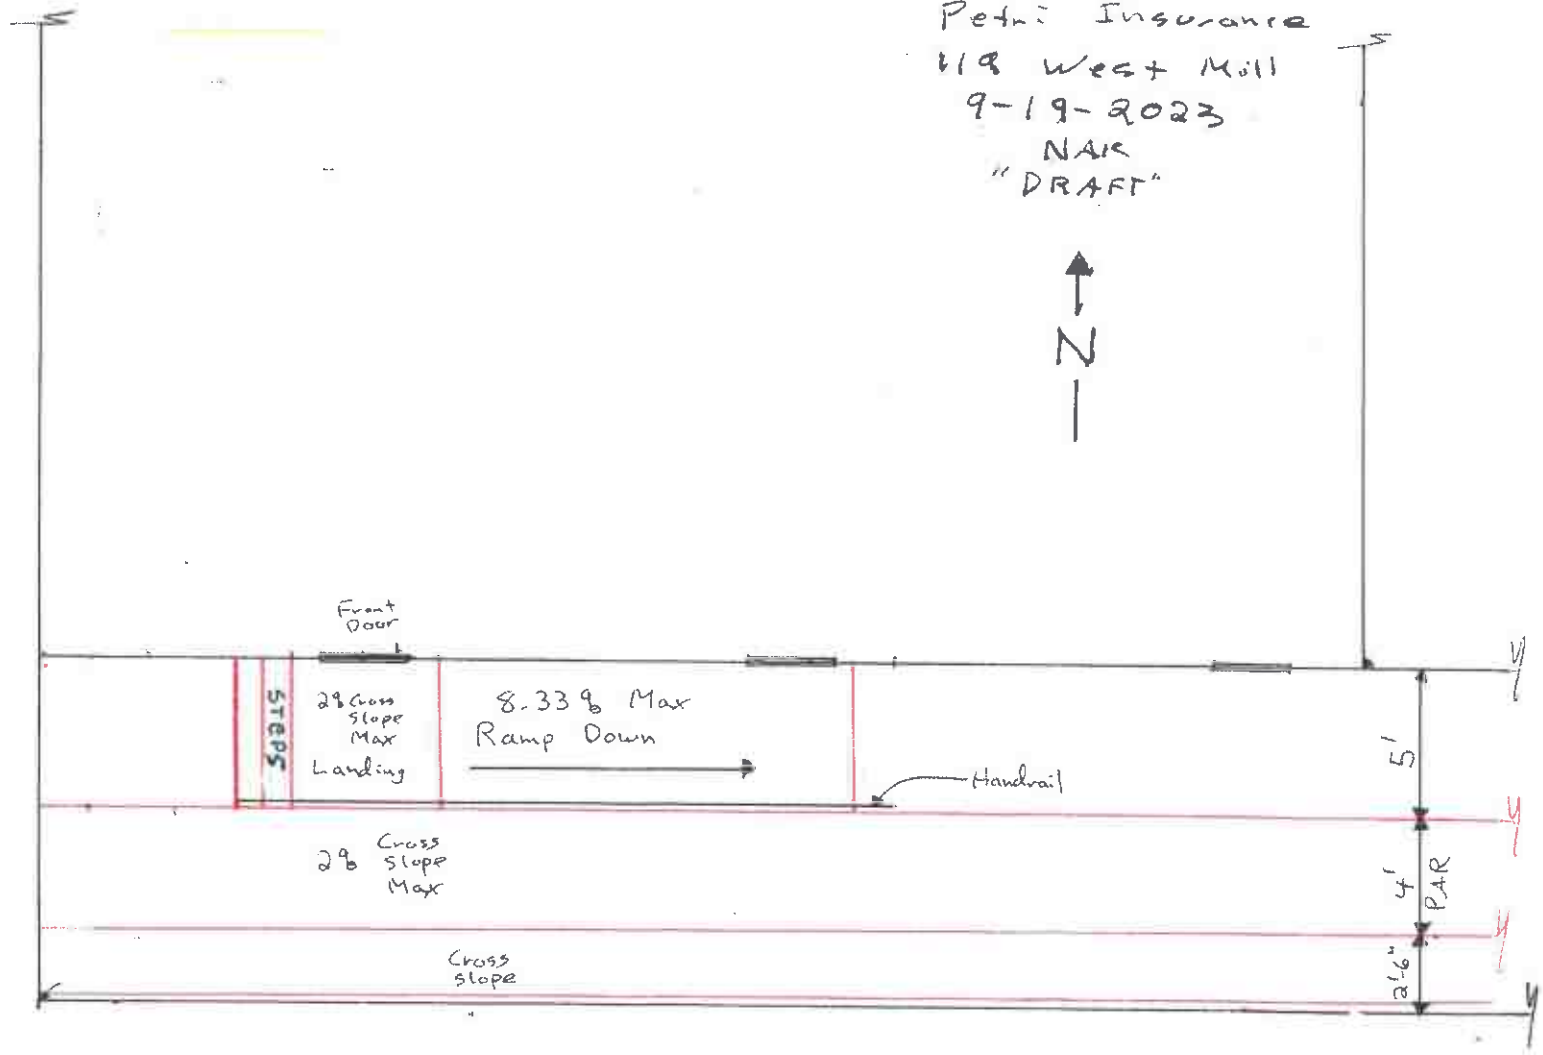 Petri Insurance
118 West Mill
9-19-2023
NAK
"DRAFT"
N
Front
Door
STEPS
2% Cross
Slope
Max
Landing
8.33% Max
Ramp Down
Handrail
5'
2% Cross
Slope
Max
4'
PAR
Cross
Slope
2'-6"